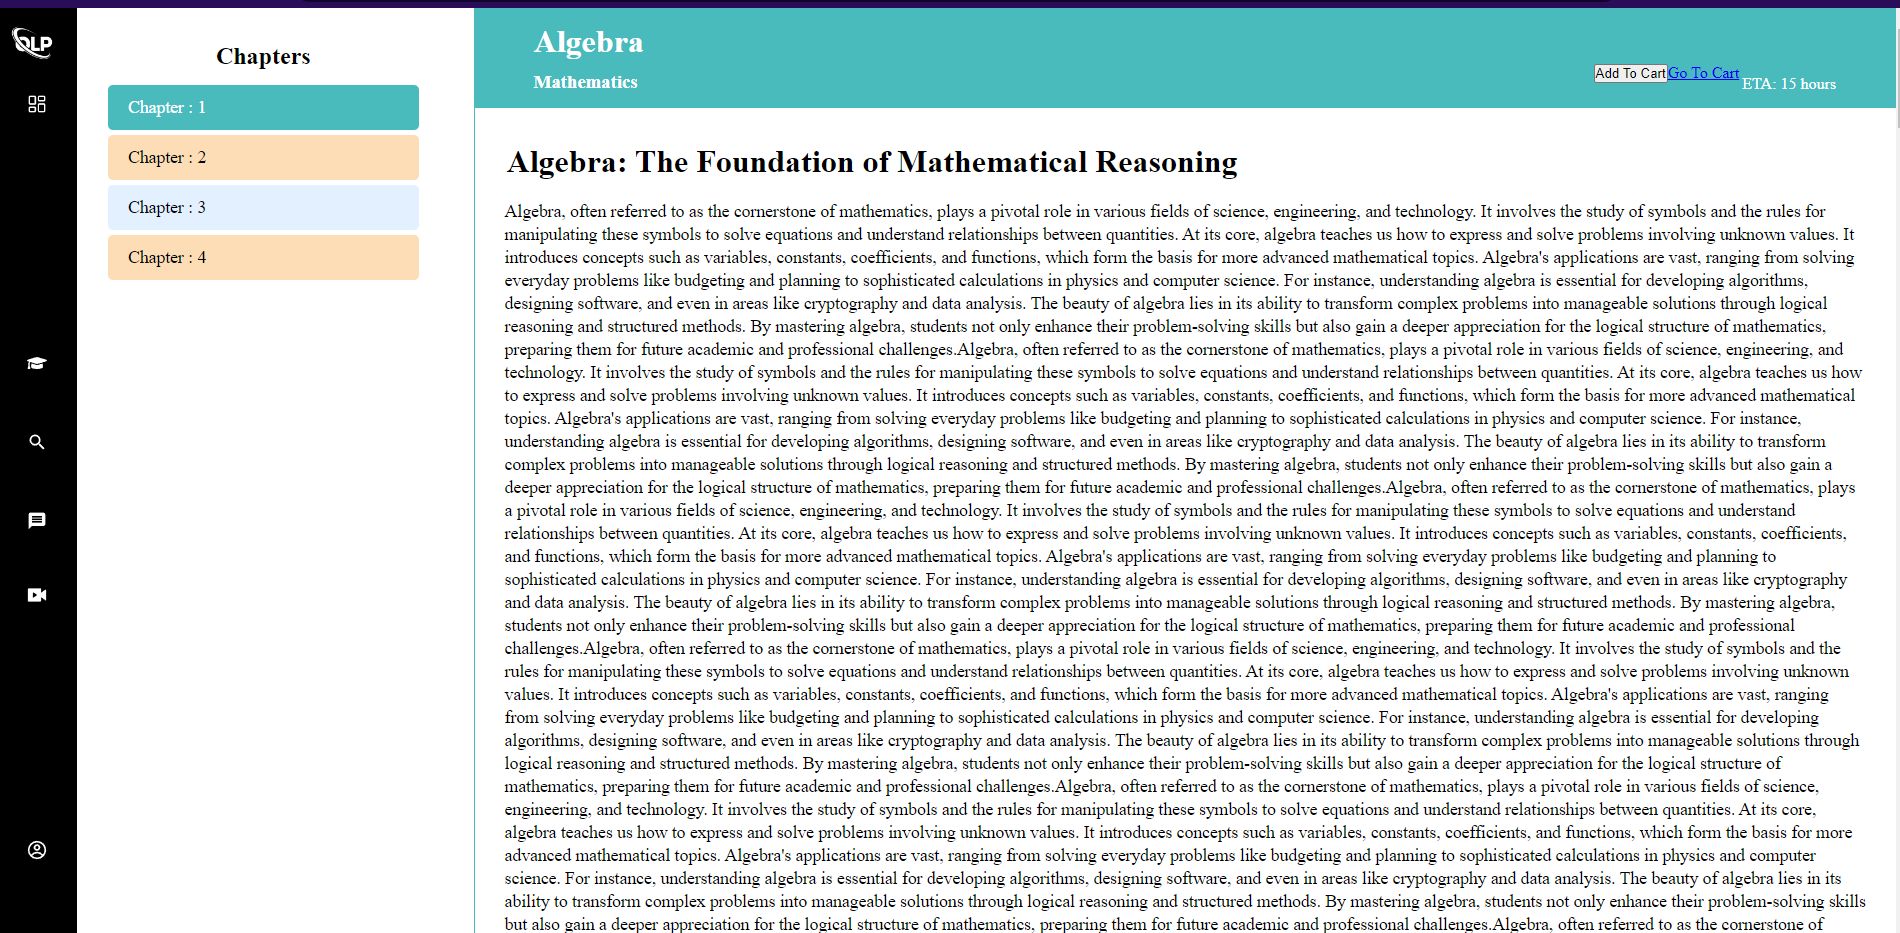 OLP
Chapters
Chapter : 1
Chapter : 2
Chapter : 3
Chapter : 4
Algebra
Mathematics
Add To Cart Go To Cart ETA: 15 hours
Algebra: The Foundation of Mathematical Reasoning
Algebra, often referred to as the cornerstone of mathematics, plays a pivotal role in various fields of science, engineering, and technology. It involves the study of symbols and the rules for
manipulating these symbols to solve equations and understand relationships between quantities. At its core, algebra teaches us how to express and solve problems involving unknown values. It
introduces concepts such as variables, constants, coefficients, and functions, which form the basis for more advanced mathematical topics. Algebra's applications are vast, ranging from solving
everyday problems like budgeting and planning to sophisticated calculations in physics and computer science. For instance, understanding algebra is essential for developing algorithms,
designing software, and even in areas like cryptography and data analysis. The beauty of algebra lies in its ability to transform complex problems into manageable solutions through logical
reasoning and structured methods. By mastering algebra, students not only enhance their problem-solving skills but also gain a deeper appreciation for the logical structure of mathematics,
preparing them for future academic and professional challenges.Algebra, often referred to as the cornerstone of mathematics, plays a pivotal role in various fields of science, engineering, and
technology. It involves the study of symbols and the rules for manipulating these symbols to solve equations and understand relationships between quantities. At its core, algebra teaches us how
to express and solve problems involving unknown values. It introduces concepts such as variables, constants, coefficients, and functions, which form the basis for more advanced mathematical
topics. Algebra's applications are vast, ranging from solving everyday problems like budgeting and planning to sophisticated calculations in physics and computer science. For instance,
understanding algebra is essential for developing algorithms, designing software, and even in areas like cryptography and data analysis. The beauty of algebra lies in its ability to transform
complex problems into manageable solutions through logical reasoning and structured methods. By mastering algebra, students not only enhance their problem-solving skills but also gain a
deeper appreciation for the logical structure of mathematics, preparing them for future academic and professional challenges.Algebra, often referred to as the cornerstone of mathematics, plays
a pivotal role in various fields of science, engineering, and technology. It involves the study of symbols and the rules for manipulating these symbols to solve equations and understand
relationships between quantities. At its core, algebra teaches us how to express and solve problems involving unknown values. It introduces concepts such as variables, constants, coefficients,
and functions, which form the basis for more advanced mathematical topics. Algebra's applications are vast, ranging from solving everyday problems like budgeting and planning to
sophisticated calculations in physics and computer science. For instance, understanding algebra is essential for developing algorithms, designing software, and even in areas like cryptography
and data analysis. The beauty of algebra lies in its ability to transform complex problems into manageable solutions through logical reasoning and structured methods. By mastering algebra,
students not only enhance their problem-solving skills but also gain a deeper appreciation for the logical structure of mathematics, preparing them for future academic and professional
challenges.Algebra, often referred to as the cornerstone of mathematics, plays a pivotal role in various fields of science, engineering, and technology. It involves the study of symbols and the
rules for manipulating these symbols to solve equations and understand relationships between quantities. At its core, algebra teaches us how to express and solve problems involving unknown
values. It introduces concepts such as variables, constants, coefficients, and functions, which form the basis for more advanced mathematical topics. Algebra's applications are vast, ranging
from solving everyday problems like budgeting and planning to sophisticated calculations in physics and computer science. For instance, understanding algebra is essential for developing
algorithms, designing software, and even in areas like cryptography and data analysis. The beauty of algebra lies in its ability to transform complex problems into manageable solutions through
logical reasoning and structured methods. By mastering algebra, students not only enhance their problem-solving skills but also gain a deeper appreciation for the logical structure of
mathematics, preparing them for future academic and professional challenges.Algebra, often referred to as the cornerstone of mathematics, plays a pivotal role in various fields of science,
engineering, and technology. It involves the study of symbols and the rules for manipulating these symbols to solve equations and understand relationships between quantities. At its core,
algebra teaches us how to express and solve problems involving unknown values. It introduces concepts such as variables, constants, coefficients, and functions, which form the basis for more
advanced mathematical topics. Algebra's applications are vast, ranging from solving everyday problems like budgeting and planning to sophisticated calculations in physics and computer
science. For instance, understanding algebra is essential for developing algorithms, designing software, and even in areas like cryptography and data analysis. The beauty of algebra lies in its
ability to transform complex problems into manageable solutions through logical reasoning and structured methods. By mastering algebra, students not only enhance their problem-solving skills
but also gain a deeper appreciation for the logical structure of mathematics, preparing them for future academic and professional challenges.Algebra, often referred to as the cornerstone of